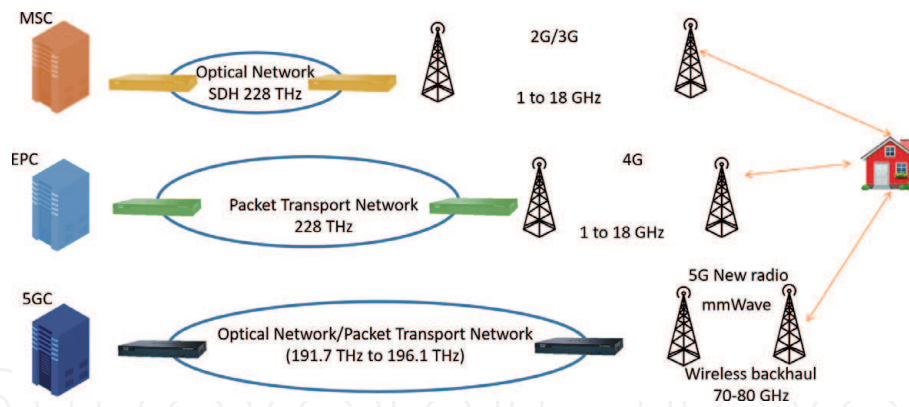 MSC
Optical Network
SDH 228 THz
2G/3G
1 to 18 GHz
EPC
Packet Transport Network
228 THz
4G
1 to 18 GHz
5GC
Optical Network/Packet Transport Network
(191.7 THz to 196.1 THz)
5G New radio
mmWave
Wireless backhaul
70-80 GHz